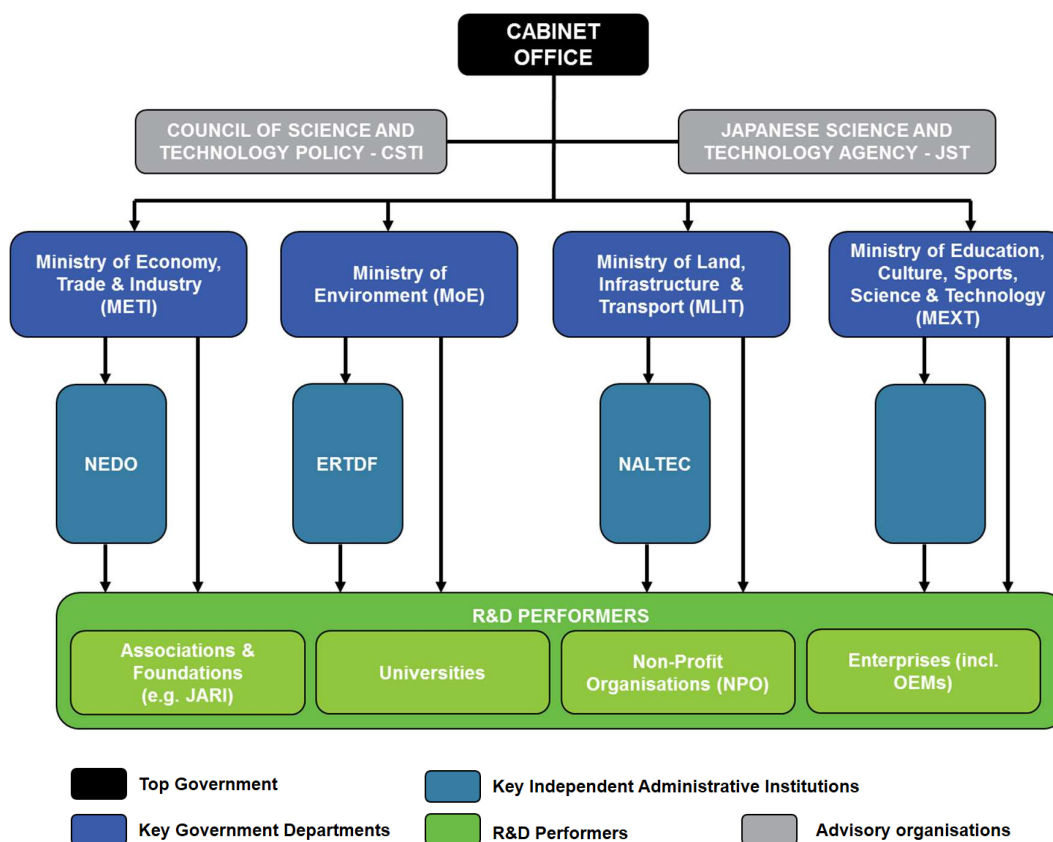 CABINET
OFFICE
COUNCIL OF SCIENCE AND
TECHNOLOGY POLICY - CSTI
JAPANESE SCIENCE AND
TECHNOLOGY AGENCY - JST
Ministry of Economy,
Trade & Industry
(METI)
Ministry of
Environment (MoE)
Ministry of Land,
Infrastructure &
Transport (MLIT)
Ministry of Education,
Culture, Sports,
Science & Technology
(MEXT)
NEDO
ERTDF
NALTEC
R&D PERFORMERS
Associations &
Foundations
(e.g. JARI)
Universities
Non-Profit
Organisations (NPO)
Enterprises (incl.
OEMs)
Top Government
Key Independent Administrative Institutions
Key Government Departments
R&D Performers
Advisory organisations